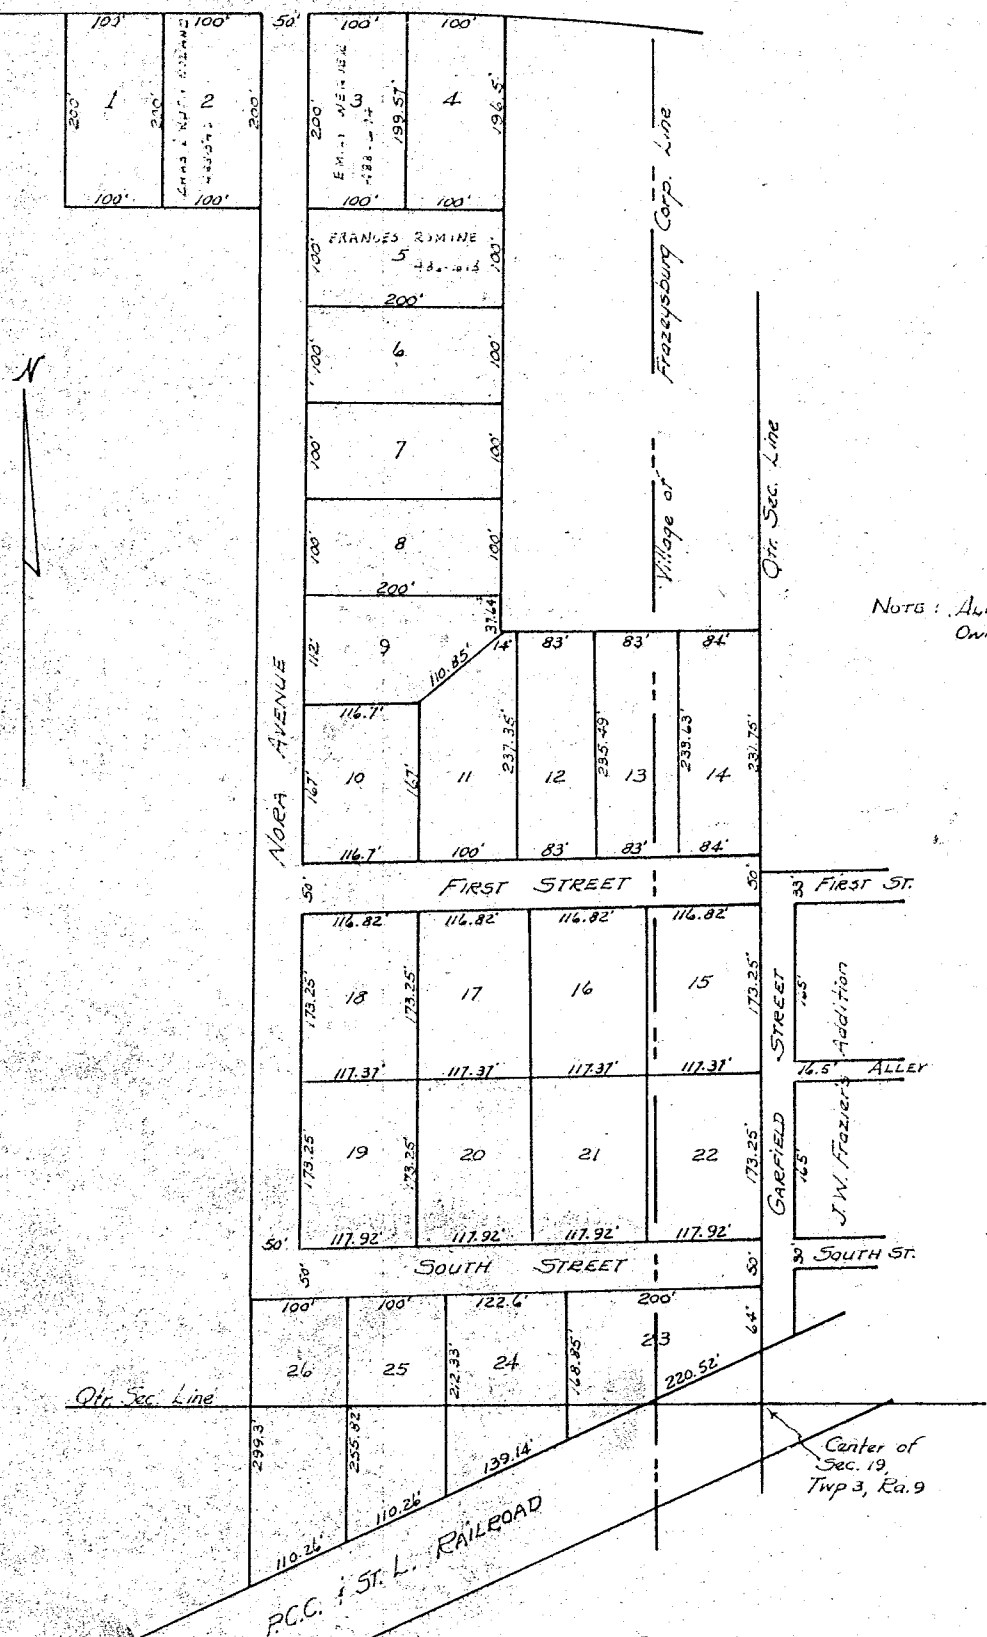 103' 100' 50' 100' 100'
200' 1 200' 2 200' 200' 3 199.57' 4 196.5'
100' 100' 100' 100'
FRANCES
100' 5 100'
200'
100' 6 100'
100' 7 100'
100' 8 100'
200'
N
Village of Frazeysburg Corp. Line
Qtr. Sec. Line
NOTE:
37.64'
112' 9 110.85' 14' 83' 83' 84'
116.7'
NORA AVENUE
167' 10 167' 11 237.35' 12 235.49' 13 233.63' 14 231.75'
116.7' 100' 83' 83' 84'
50' FIRST STREET 50' 33' FIRST ST.
116.82' 116.82' 116.82' 116.82'
173.25' 18 173.25' 17 16 15 173.25'
117.37' 117.37' 117.37' 117.37'
GARFIELD STREET
165'
16.5' ALLEY
165'
J.W. Frazier's Addition
173.25' 19 173.25' 20 21 22 173.25'
117.92' 117.92' 117.92' 117.92'
50'
50' SOUTH STREET 50' 33' SOUTH ST.
100' 100' 122.6' 200'
26 25 212.33' 24 168.85' 23 64'
220.52'
Qtr. Sec. Line
299.3' 255.82'
139.14'
110.26'
110.26'
Center of
Sec. 19,
Twp 3, Ra. 9
P.C.C. & ST. L. RAILROAD